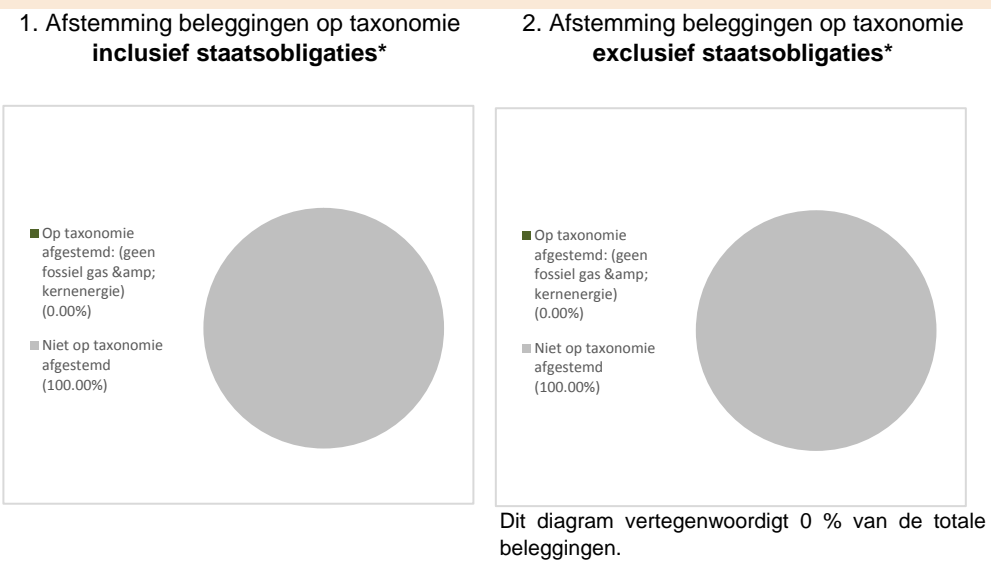 1. Afstemming beleggingen op taxonomie
inclusief staatsobligaties*
Op taxonomie
afgestemd: (geen
fossiel gas &amp;
kernenergie)
(0.00%)
Niet op taxonomie
afgestemd
(100.00%)
2. Afstemming beleggingen op taxonomie
exclusief staatsobligaties*
Op taxonomie
afgestemd: (geen
fossiel gas &amp;
kernenergie)
(0.00%)
Niet op taxonomie
afgestemd
(100.00%)
Dit diagram vertegenwoordigt 0 % van de totale
beleggingen.